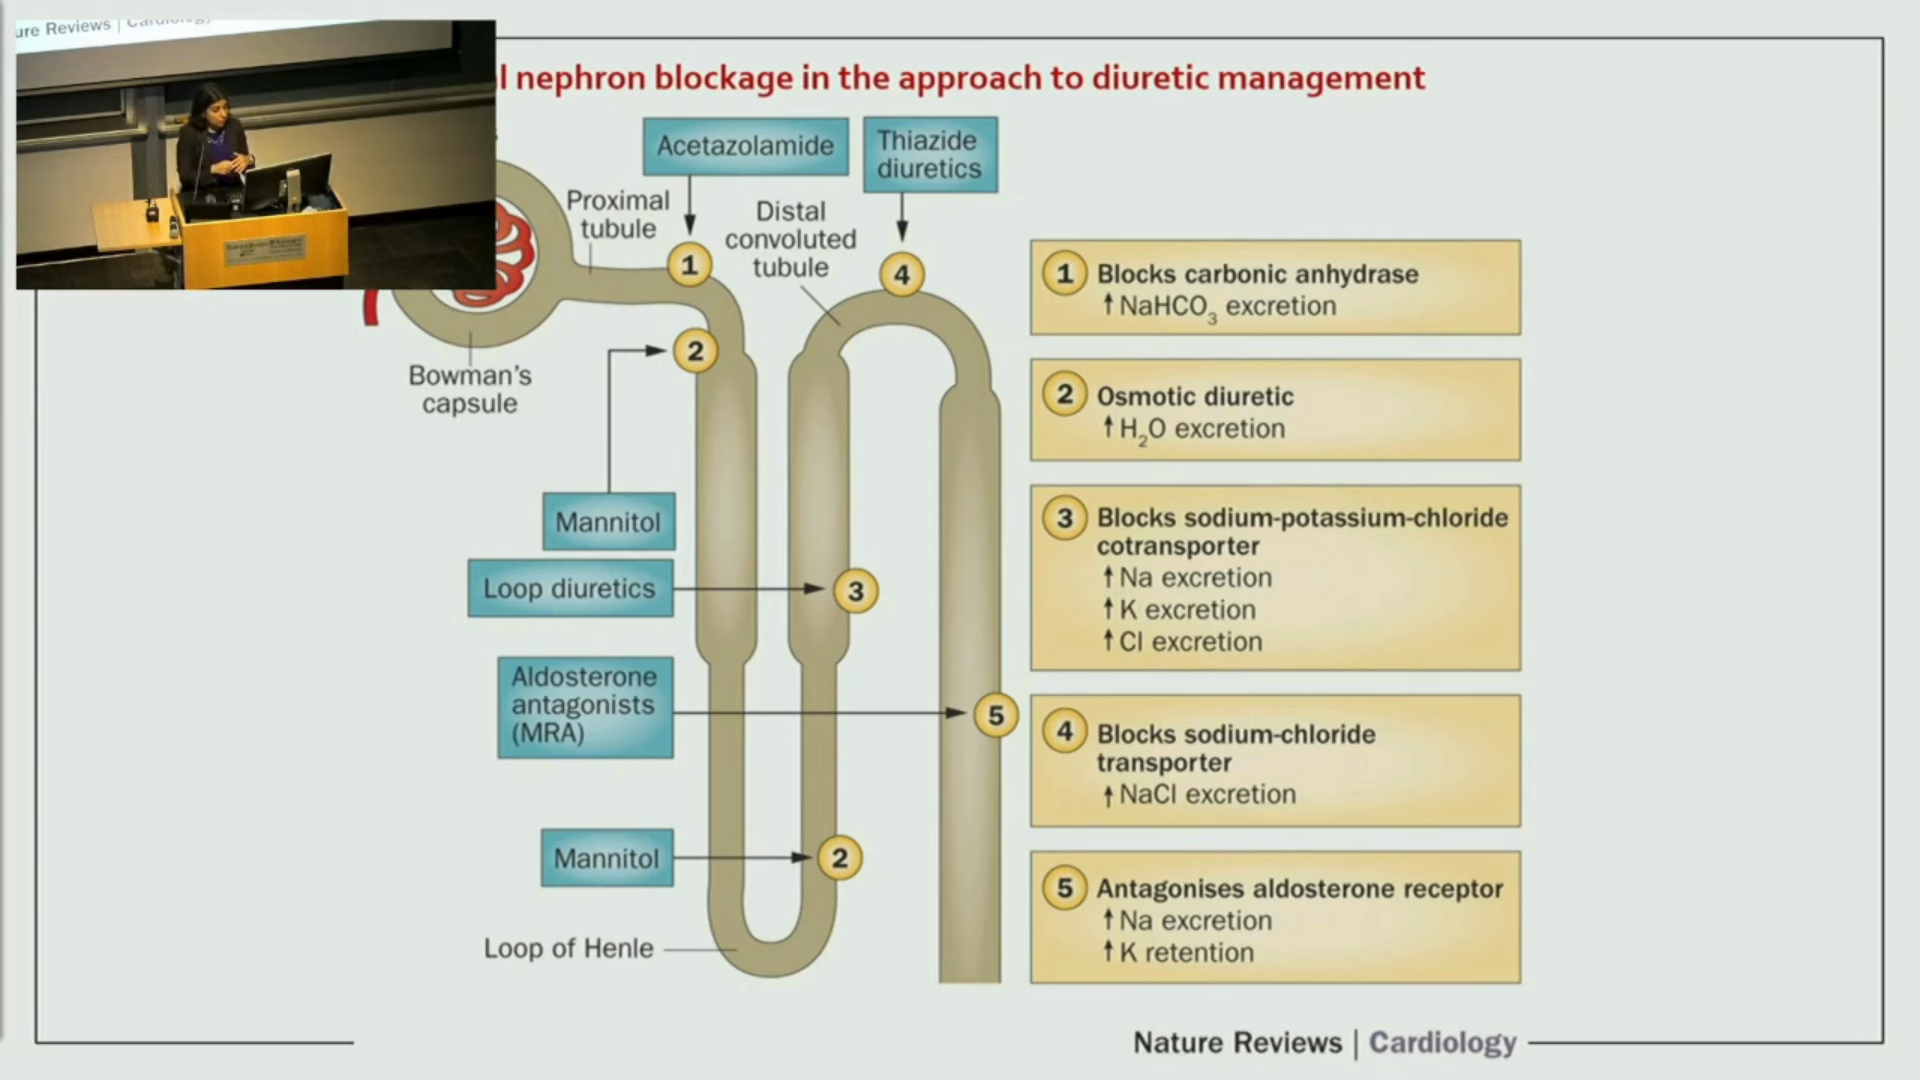 ure Reviews | Cardiology
l nephron blockage in the approach to diuretic management
Acetazolamide
Thiazide
diuretics
Proximal
tubule
Distal
convoluted
tubule
1
4
2
Bowman's
capsule
Mannitol
Loop diuretics
3
Aldosterone
antagonists
(MRA)
5
Mannitol
2
Loop of Henle
1 Blocks carbonic anhydrase
↑NaHCO₃ excretion
2 Osmotic diuretic
↑H₂O excretion
3 Blocks sodium-potassium-chloride
cotransporter
↑Na excretion
↑K excretion
↑Cl excretion
4 Blocks sodium-chloride
transporter
↑NaCl excretion
5 Antagonises aldosterone receptor
↑Na excretion
↑K retention
Nature Reviews | Cardiology